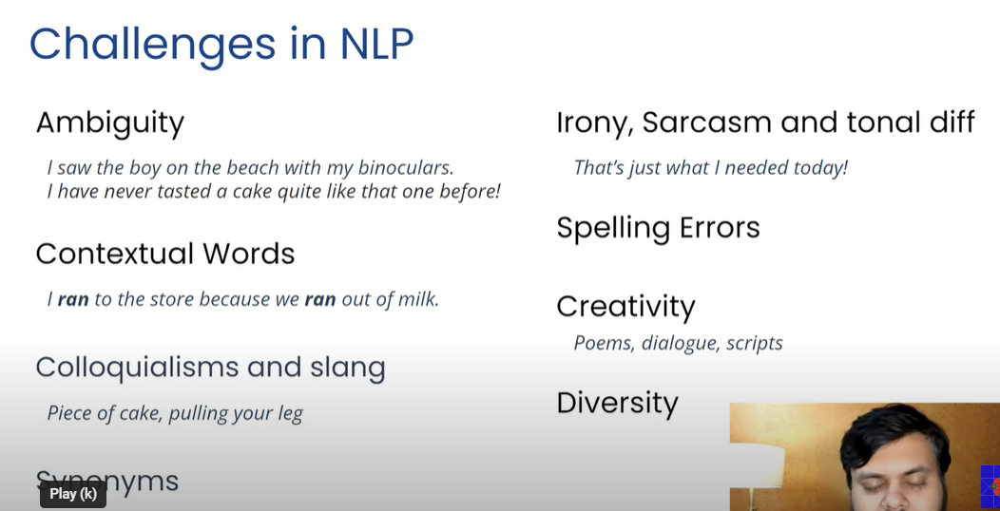 Challenges in NLP
Ambiguity
I saw the boy on the beach with my binoculars.
I have never tasted a cake quite like that one before!
Contextual Words
I ran to the store because we ran out of milk.
Colloquialisms and slang
Piece of cake, pulling your leg
Synonyms
Play (k)
Irony, Sarcasm and tonal diff
That's just what I needed today!
Spelling Errors
Creativity
Poems, dialogue, scripts
Diversity